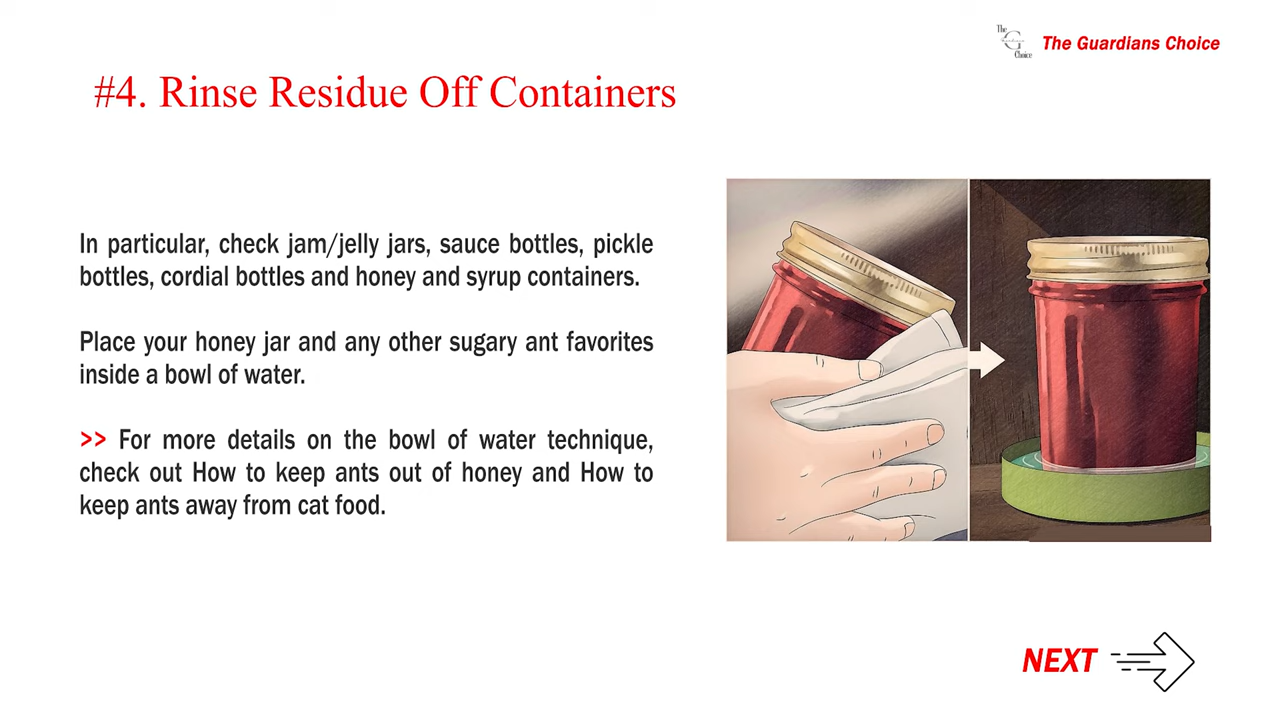 The
G
Choice
The Guardians Choice
#4. Rinse Residue Off Containers
In particular, check jam/jelly jars, sauce bottles, pickle
bottles, cordial bottles and honey and syrup containers.
Place your honey jar and any other sugary ant favorites
inside a bowl of water.
>> For more details on the bowl of water technique,
check out How to keep ants out of honey and How to
keep ants away from cat food.
NEXT